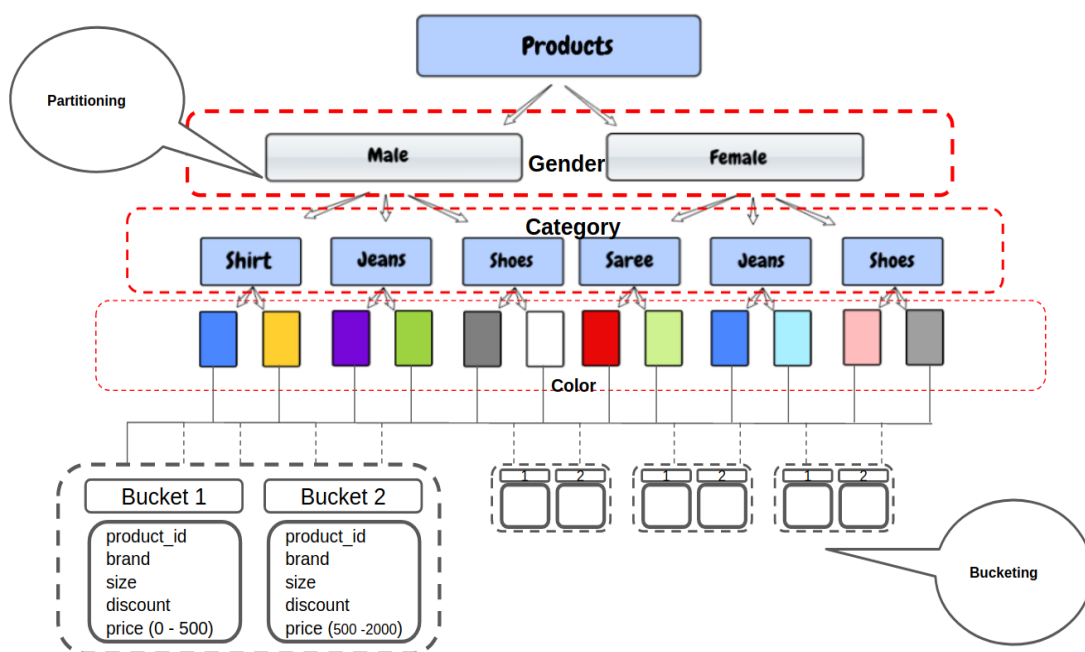 Products
Partitioning
Male
Gender
Female
Category
Shirt
Jeans
Shoes
Saree
Jeans
Shoes
Color
Bucket 1
Bucket 2
1
2
1
2
1
2
product_id
brand
size
discount
price (0 - 500)
product_id
brand
size
discount
price (500 -2000)
Bucketing